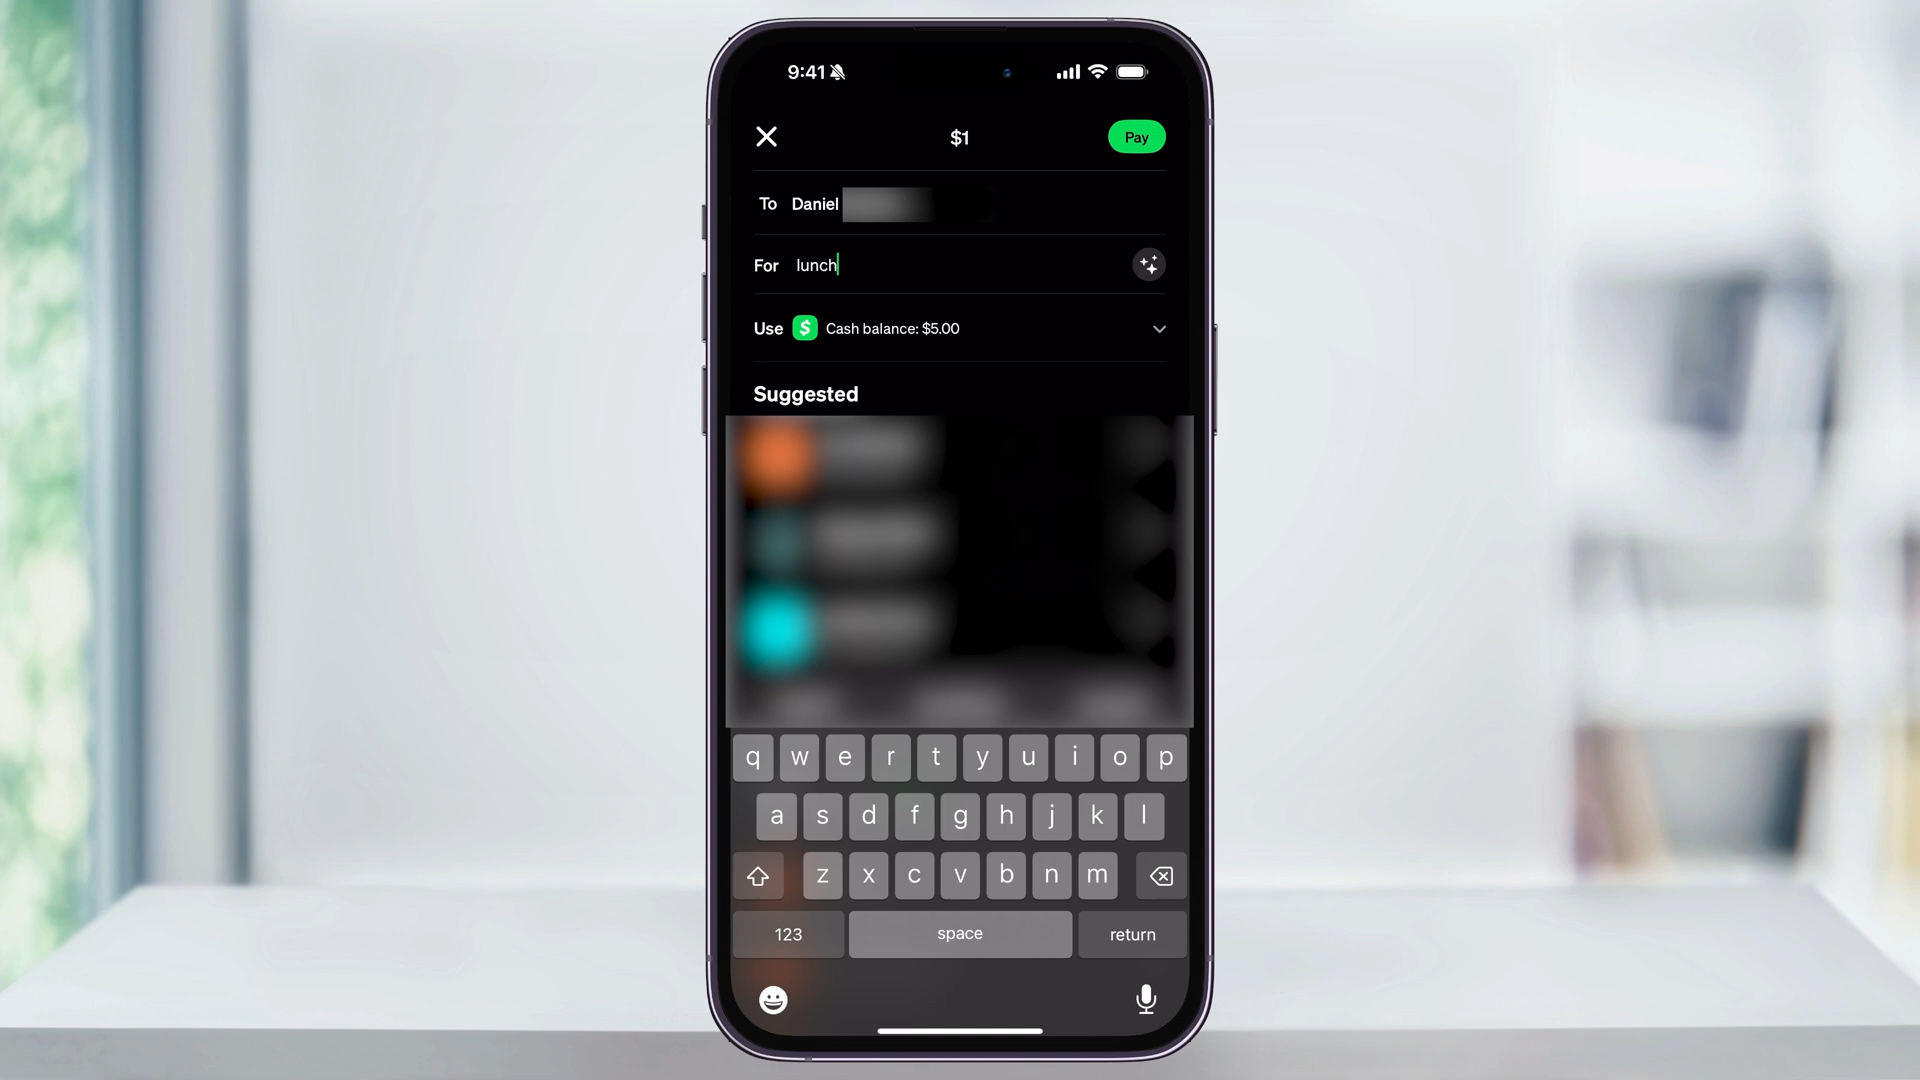 9:41
$1
Pay
To Daniel
For lunch
Use $ Cash balance: $5.00
Suggested
q w e r t y u i o p
a s d f g h j k l
z x c v b n m
123 space return